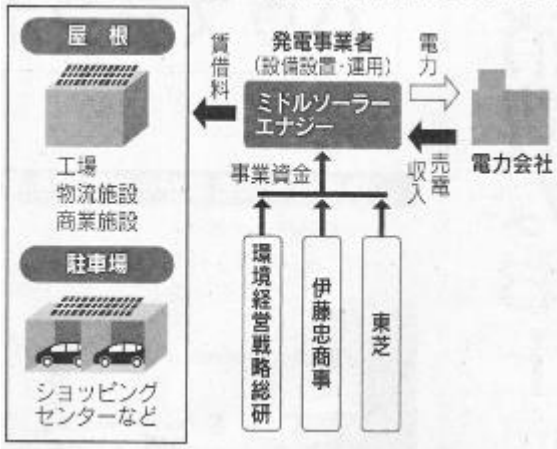 屋根
工場
物流施設
商業施設
駐車場
ショッピング
センターなど
賃借料
発電事業者
(設備設置・運用)
ミドルソーラー
エナジー
電力
売電
収入
電力会社
事業資金
環境経営戦略総研
伊藤忠商事
東芝